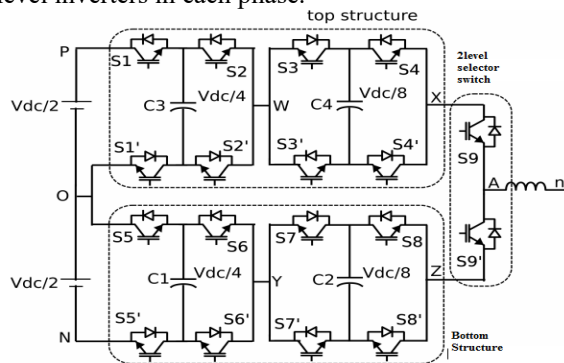 level inverters in each phase.
top structure
P
S1
S2
S3
S4
2level
selector
switch
Vdc/2
C3
Vdc/4
W
C4
Vdc/8
X
S9
S1'
S2'
S3'
S4'
O
A
n
S5
S6
S7
S8
S9'
Vdc/2
C1
Vdc/4
Y
C2
Vdc/8
Z
N
S5'
S6'
S7'
S8'
Bottom
Structure